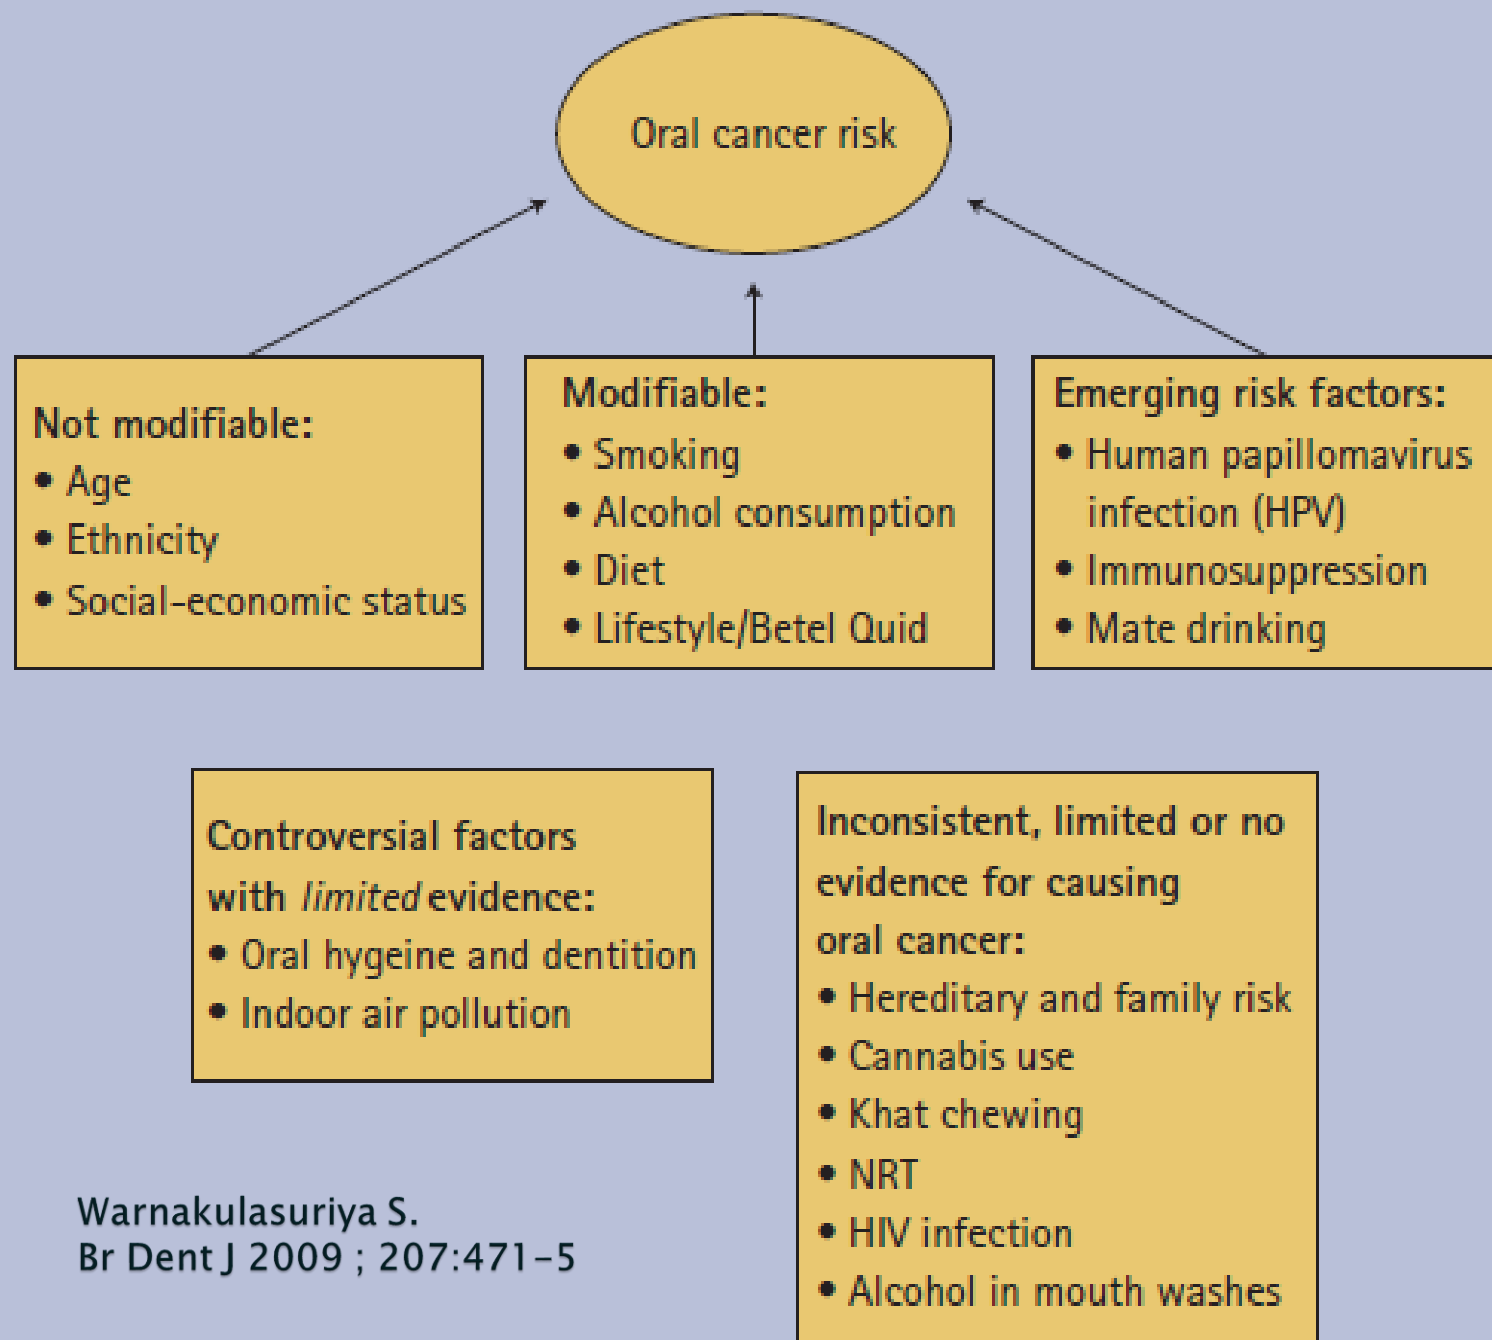 Oral cancer risk
Not modifiable:
• Age
• Ethnicity
• Social-economic status
Modifiable:
• Smoking
• Alcohol consumption
• Diet
• Lifestyle/Betel Quid
Emerging risk factors:
• Human papillomavirus
infection (HPV)
• Immunosuppression
• Mate drinking
Controversial factors
with limited evidence:
• Oral hygeine and dentition
• Indoor air pollution
Inconsistent, limited or no
evidence for causing
oral cancer:
• Hereditary and family risk
• Cannabis use
• Khat chewing
• NRT
• HIV infection
• Alcohol in mouth washes
Warnakulasuriya S.
Br Dent J 2009 ; 207:471-5